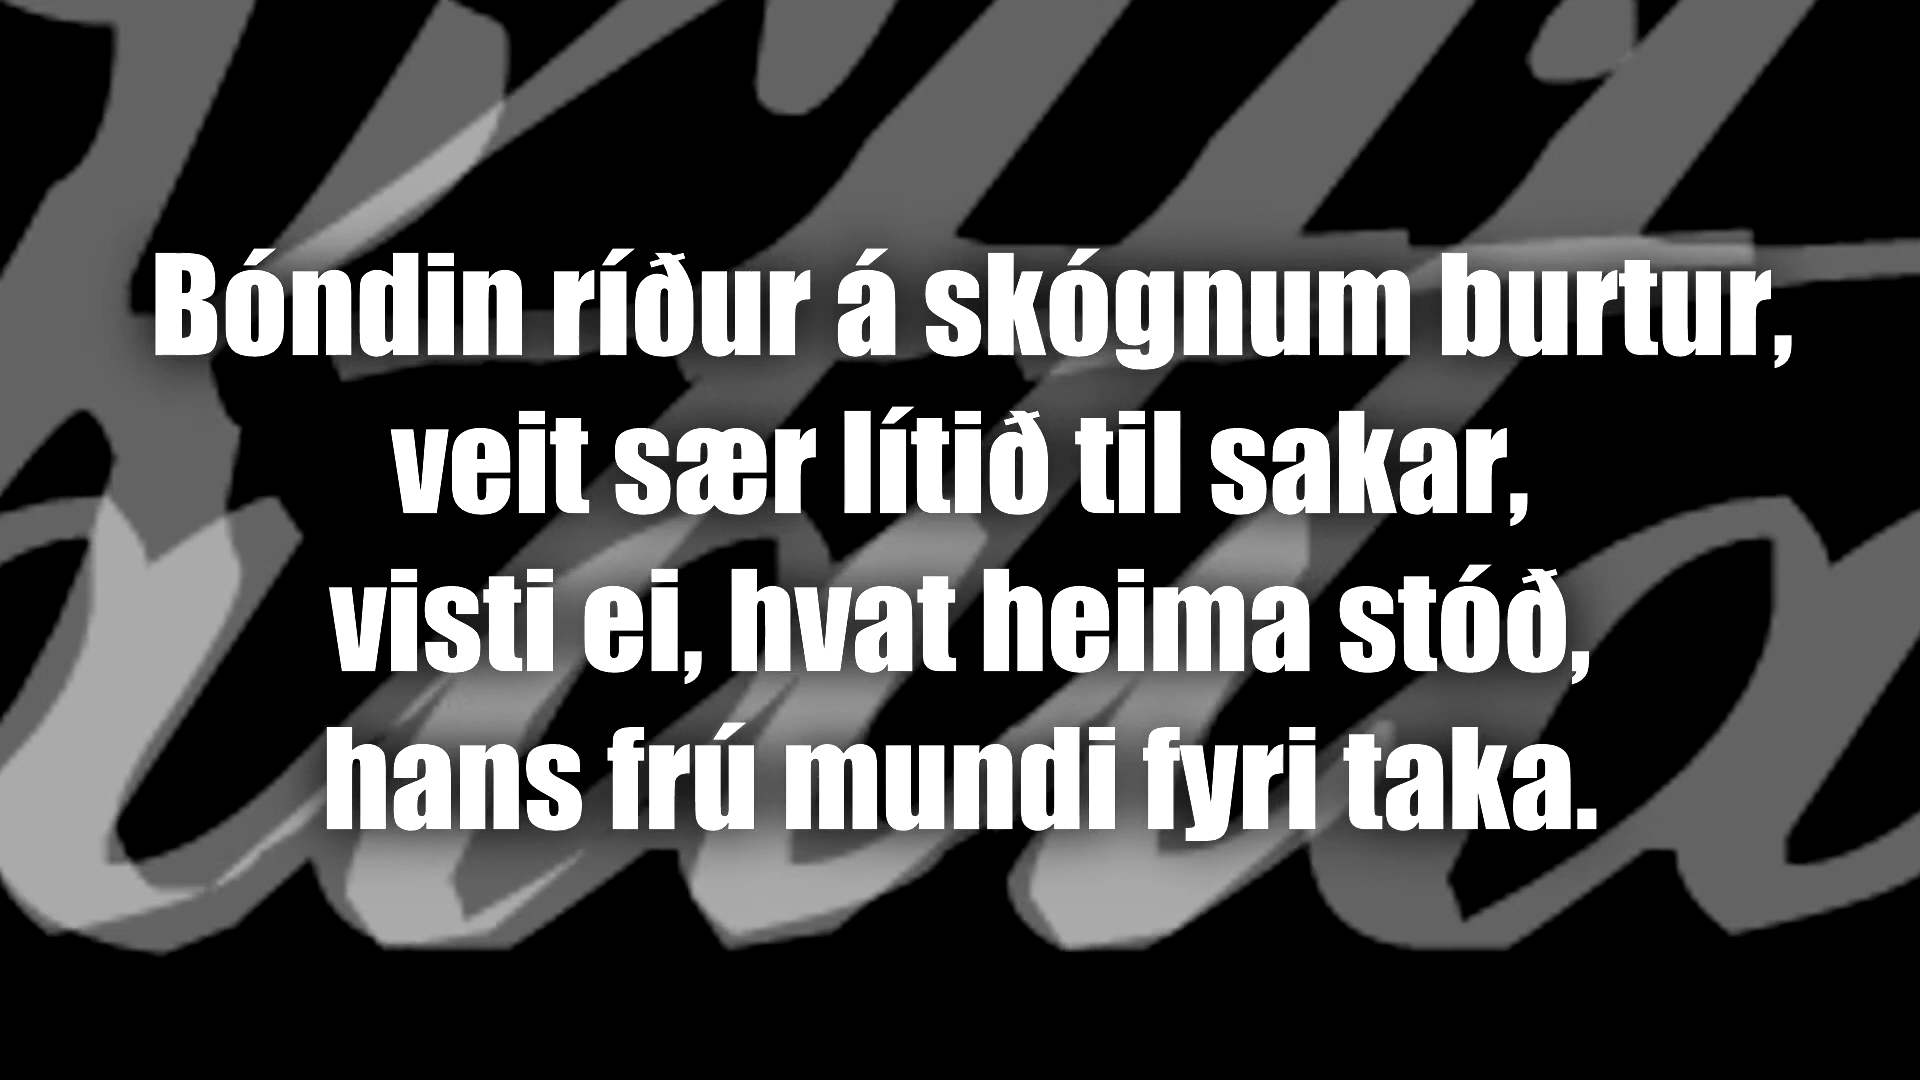 Bóndin ríður á skógnum burtur,
veit sær lítið til sakar,
visti ei, hvat heima stóð,
hans frú mundi fyri taka.